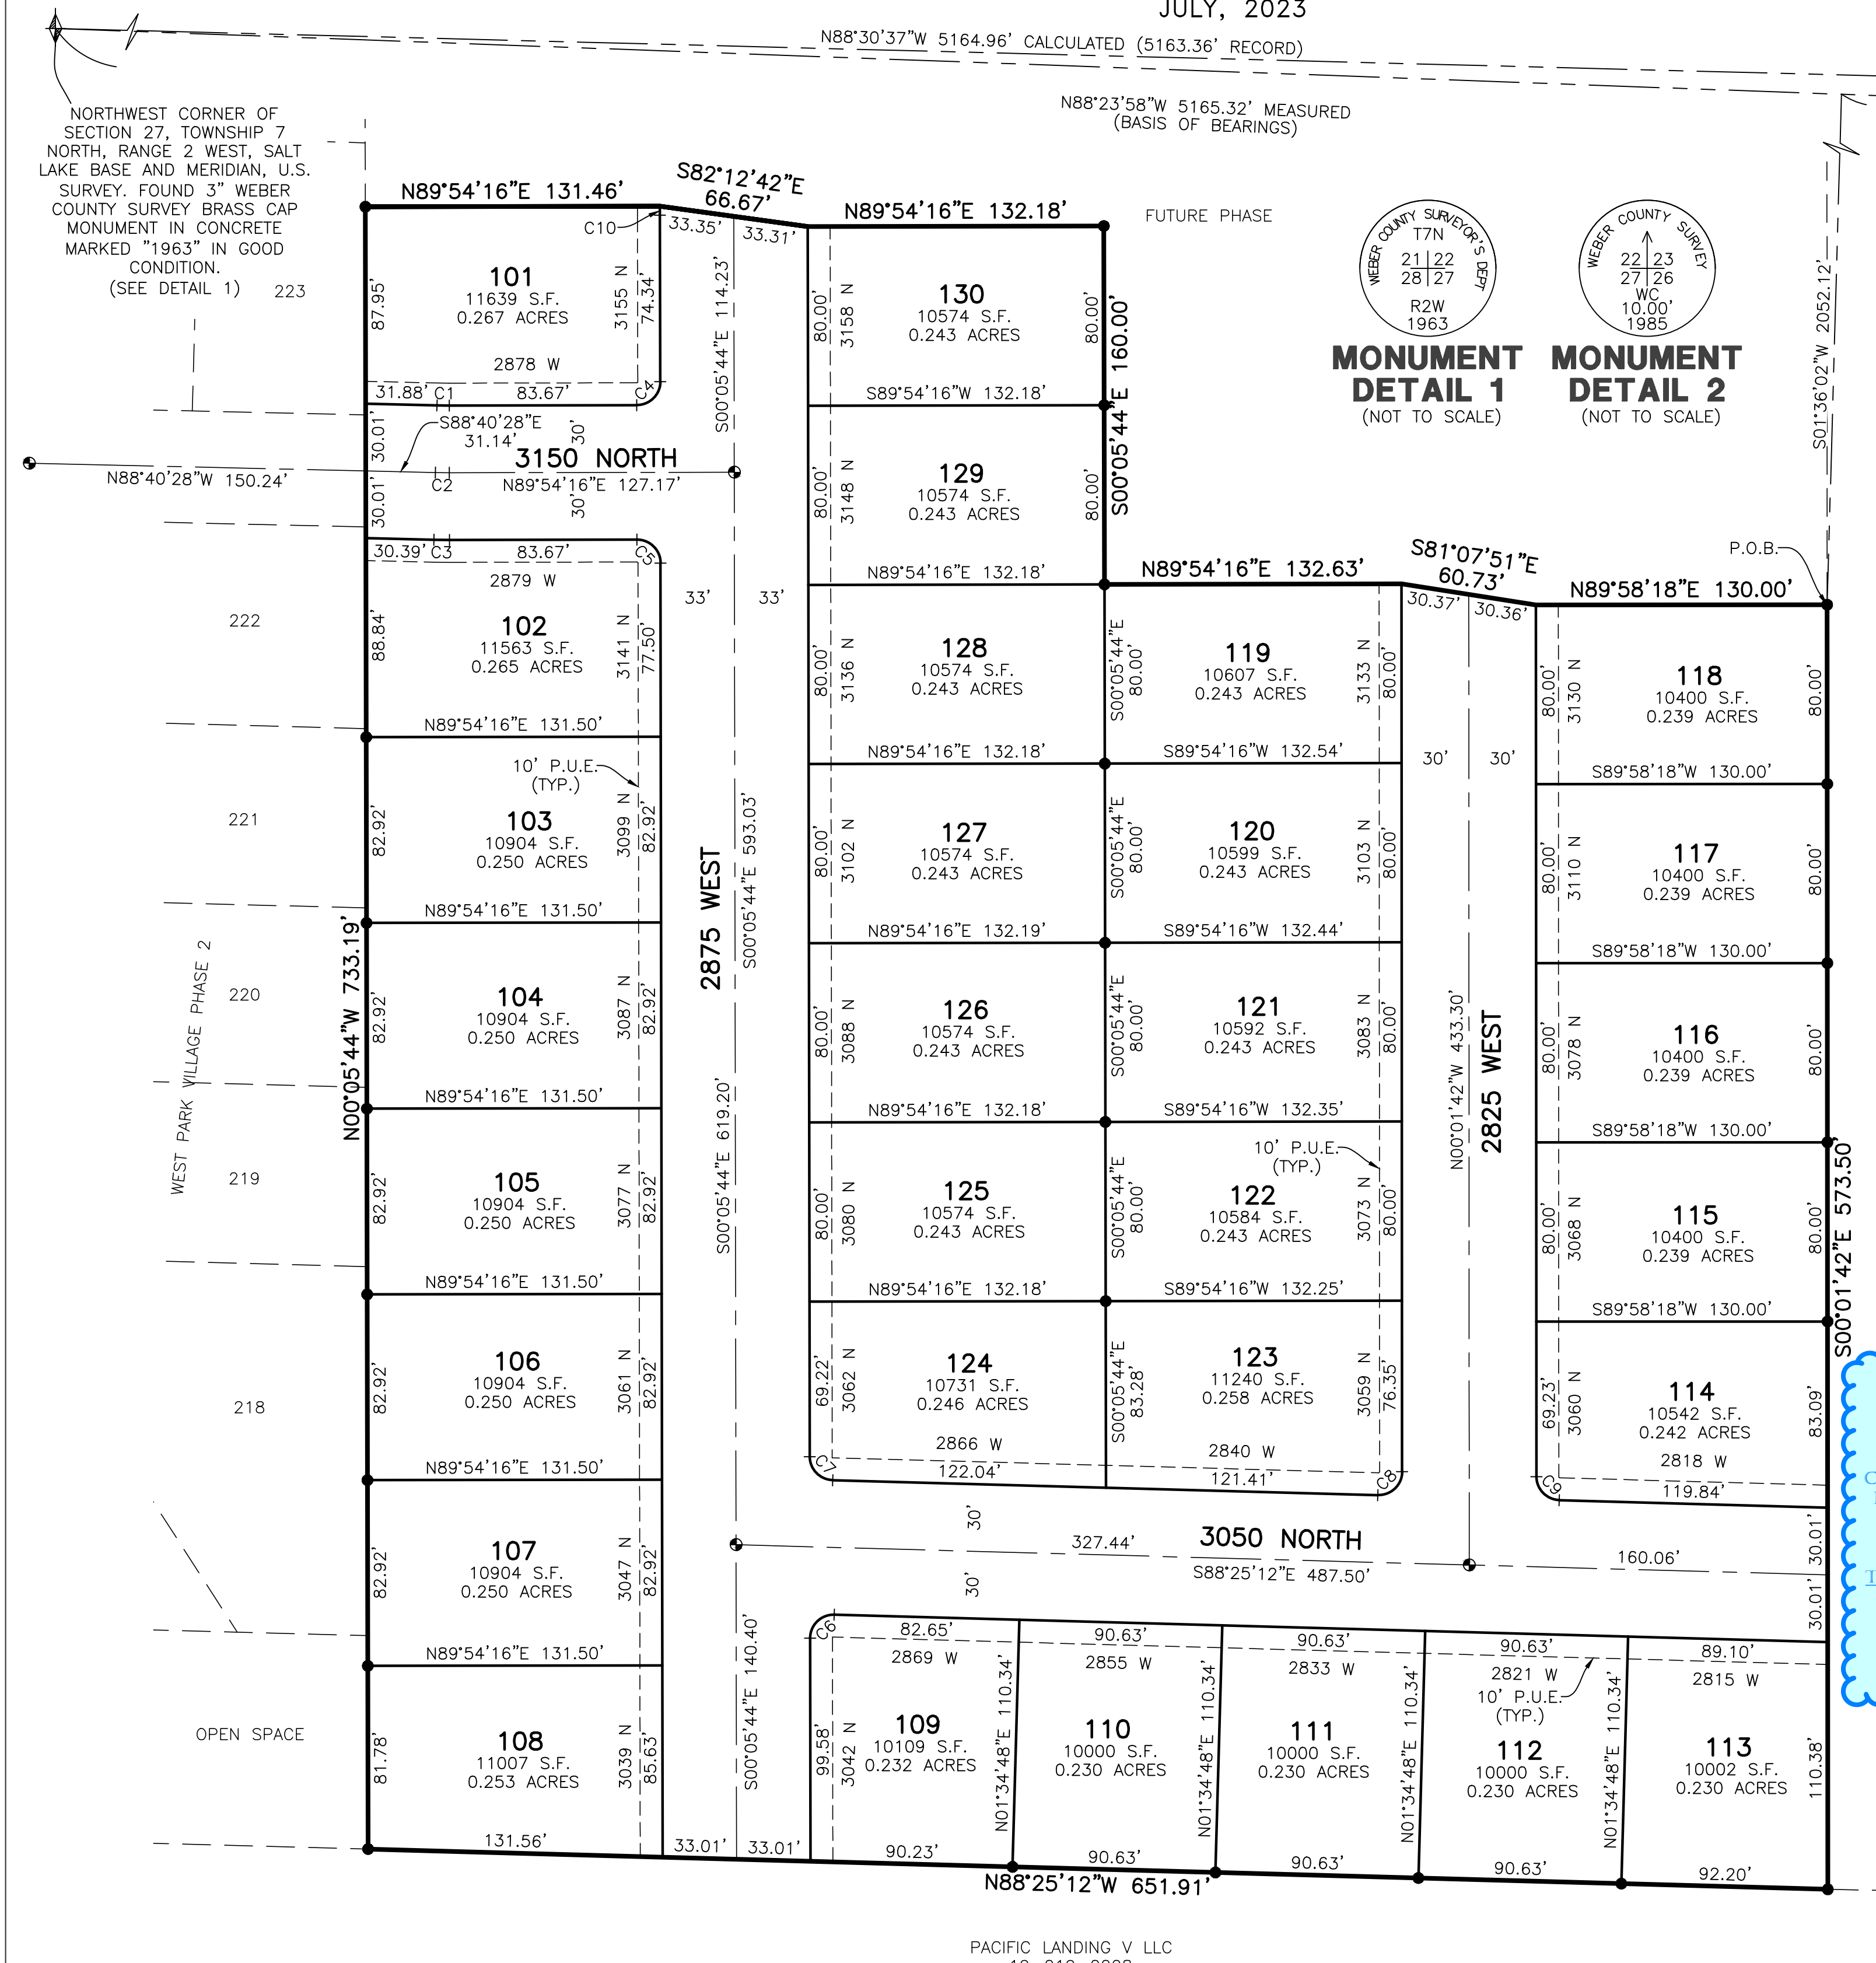 JULY, 2023
N88°30'37"W 5164.96' CALCULATED (5163.36' RECORD)
N88°23'58"W 5165.32' MEASURED
(BASIS OF BEARINGS)
NORTHWEST CORNER OF
SECTION 27, TOWNSHIP 7
NORTH, RANGE 2 WEST, SALT
LAKE BASE AND MERIDIAN, U.S.
SURVEY. FOUND 3" WEBER
COUNTY SURVEY BRASS CAP
MONUMENT IN CONCRETE
MARKED "1963" IN GOOD
CONDITION.
(SEE DETAIL 1)
223
N89°54'16"E 131.46'
S82°12'42"E
66.67'
N89°54'16"E 132.18'
FUTURE PHASE
C10
33.35'
33.31'
WEBER COUNTY SURVEYOR'S DEPT
T7N
21 22
28 27
R2W
1963
MONUMENT
DETAIL 1
(NOT TO SCALE)
WEBER COUNTY SURVEY
22 23
27 26
WC
10.00'
1985
MONUMENT
DETAIL 2
(NOT TO SCALE)
S01°36'02"W 2052.12'
87.95'
101
11639 S.F.
0.267 ACRES
3155 N
74.34'
2878 W
31.88'
C1
83.67'
C4
S00°05'44"E 114.23'
80.00'
3158 N
130
10574 S.F.
0.243 ACRES
80.00'
S00°05'44"E 160.00'
S89°54'16"W 132.18'
30.01'
S88°40'28"E
31.14'
30'
3150 NORTH
N88°40'28"W 150.24'
C2
N89°54'16"E 127.17'
30.01'
30'
80.00'
3148 N
129
10574 S.F.
0.243 ACRES
80.00'
N89°54'16"E 132.18'
30.39'
C3
83.67'
C5
2879 W
33'
33'
N89°54'16"E 132.63'
S81°07'51"E
60.73'
30.37'
30.36'
N89°58'18"E 130.00'
P.O.B.
222
88.84'
102
11563 S.F.
0.265 ACRES
3141 N
77.50'
N89°54'16"E 131.50'
80.00'
3136 N
128
10574 S.F.
0.243 ACRES
N89°54'16"E 132.18'
S00°05'44"E
80.00'
119
10607 S.F.
0.243 ACRES
3133 N
80.00'
S89°54'16"W 132.54'
30'
30'
80.00'
3130 N
118
10400 S.F.
0.239 ACRES
80.00'
S89°58'18"W 130.00'
10' P.U.E.
(TYP.)
221
82.92'
103
10904 S.F.
0.250 ACRES
3099 N
82.92'
N89°54'16"E 131.50'
2875 WEST
S00°05'44"E 593.03'
80.00'
3102 N
127
10574 S.F.
0.243 ACRES
N89°54'16"E 132.19'
S00°05'44"E
80.00'
120
10599 S.F.
0.243 ACRES
3103 N
80.00'
S89°54'16"W 132.44'
80.00'
3110 N
117
10400 S.F.
0.239 ACRES
80.00'
S89°58'18"W 130.00'
N00°05'44"W 733.19'
WEST PARK VILLAGE PHASE 2
220
82.92'
104
10904 S.F.
0.250 ACRES
3087 N
82.92'
N89°54'16"E 131.50'
80.00'
3088 N
126
10574 S.F.
0.243 ACRES
N89°54'16"E 132.18'
S00°05'44"E
80.00'
121
10592 S.F.
0.243 ACRES
3083 N
80.00'
S89°54'16"W 132.35'
N00°01'42"W 433.30'
2825 WEST
80.00'
3078 N
116
10400 S.F.
0.239 ACRES
80.00'
S89°58'18"W 130.00'
219
82.92'
105
10904 S.F.
0.250 ACRES
3077 N
82.92'
N89°54'16"E 131.50'
S00°05'44"E 619.20'
80.00'
3080 N
125
10574 S.F.
0.243 ACRES
N89°54'16"E 132.18'
S00°05'44"E
80.00'
10' P.U.E.
(TYP.)
122
10584 S.F.
0.243 ACRES
3073 N
80.00'
S89°54'16"W 132.25'
80.00'
3068 N
115
10400 S.F.
0.239 ACRES
80.00'
S89°58'18"W 130.00'
S00°01'42"E 573.50'
218
82.92'
106
10904 S.F.
0.250 ACRES
3061 N
82.92'
N89°54'16"E 131.50'
69.22'
3062 N
124
10731 S.F.
0.246 ACRES
2866 W
C7
122.04'
S00°05'44"E
83.28'
123
11240 S.F.
0.258 ACRES
3059 N
76.35'
2840 W
121.41'
C8
69.23'
3060 N
114
10542 S.F.
0.242 ACRES
2818 W
83.09'
C9
119.84'
82.92'
107
10904 S.F.
0.250 ACRES
3047 N
82.92'
N89°54'16"E 131.50'
30'
327.44'
3050 NORTH
S88°25'12"E 487.50'
160.06'
30.01'
30'
30.01'
OPEN SPACE
81.78'
108
11007 S.F.
0.253 ACRES
3039 N
85.63'
131.56'
33.01'
33.01'
S00°05'44"E 140.40'
C6
82.65'
2869 W
99.58'
3042 N
109
10109 S.F.
0.232 ACRES
90.23'
N01°34'48"E 110.34'
90.63'
2855 W
110
10000 S.F.
0.230 ACRES
90.63'
N01°34'48"E 110.34'
90.63'
2833 W
111
10000 S.F.
0.230 ACRES
90.63'
N01°34'48"E 110.34'
90.63'
2821 W
10' P.U.E.
(TYP.)
112
10000 S.F.
0.230 ACRES
90.63'
N01°34'48"E 110.34'
89.10'
2815 W
113
10002 S.F.
0.230 ACRES
110.38'
92.20'
N88°25'12"W 651.91'
PACIFIC LANDING V LLC